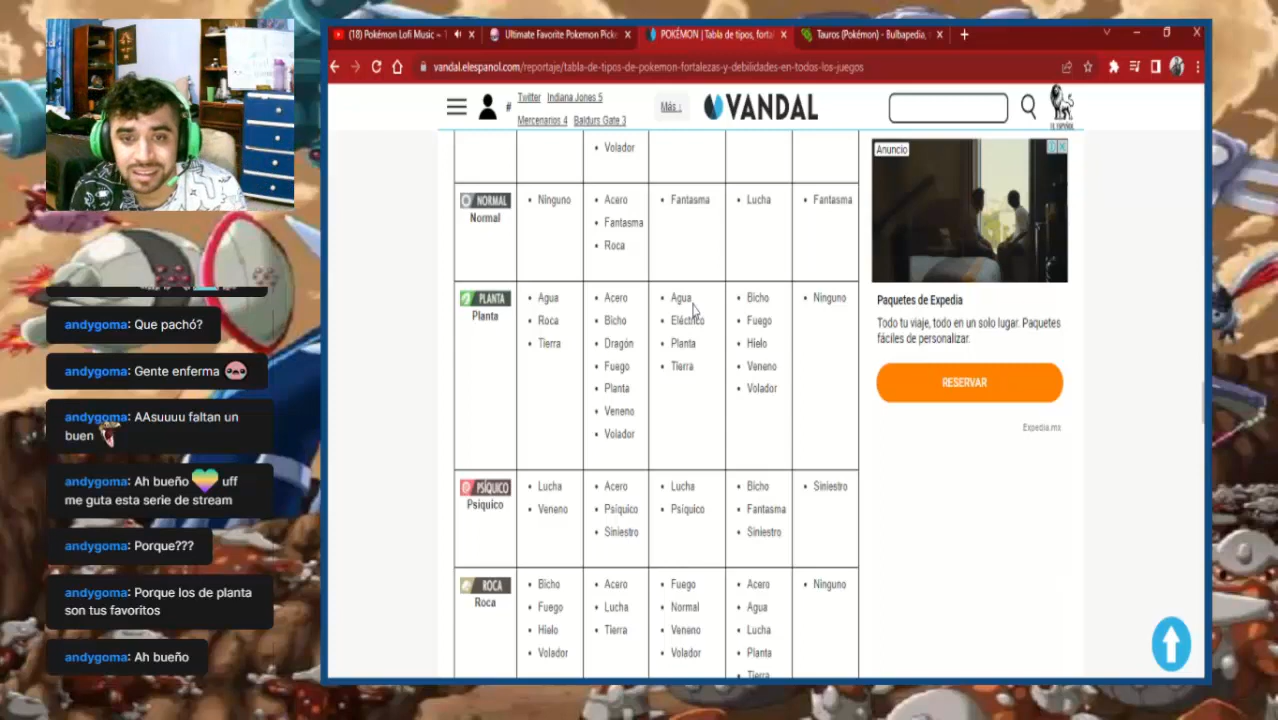 (18) Pokémon Lofi Music ~
Ultimate Favorite Pokemon Picke
POKÉMON | Tabla de tipos, forta
Tauros (Pokémon) - Bulbapedia,
vandal.elespanol.com/reportaje/tabla-de-tipos-de-pokemon-fortalezas-y-debilidades-en-todos-los-juegos
# Twitter Indiana Jones 5
Mercenarios 4 Baldurs Gate 3
Más ↓
VANDAL
EL ESPAÑOL
Volador
NORMAL
Normal
Ninguno
Acero
Fantasma
Roca
Fantasma
Lucha
Fantasma
PLANTA
Planta
Agua
Roca
Tierra
Acero
Bicho
Dragón
Fuego
Planta
Veneno
Volador
Agua
Eléctrico
Planta
Tierra
Bicho
Fuego
Hielo
Veneno
Volador
Ninguno
PSÍQUICO
Psiquico
Lucha
Veneno
Acero
Psíquico
Siniestro
Lucha
Psíquico
Bicho
Fantasma
Siniestro
Siniestro
ROCA
Roca
Bicho
Fuego
Hielo
Volador
Acero
Lucha
Tierra
Fuego
Normal
Veneno
Volador
Acero
Agua
Lucha
Planta
Tierra
Ninguno
Anuncio
Paquetes de Expedia
Todo tu viaje, todo en un solo lugar. Paquetes
fáciles de personalizar.
RESERVAR
Expedia.mx
andygoma: Que pachó?
andygoma: Gente enferma
andygoma: AAsuuuu faltan un
buen
andygoma: Ah bueño uff
me guta esta serie de stream
andygoma: Porque???
andygoma: Porque los de planta
son tus favoritos
andygoma: Ah bueño